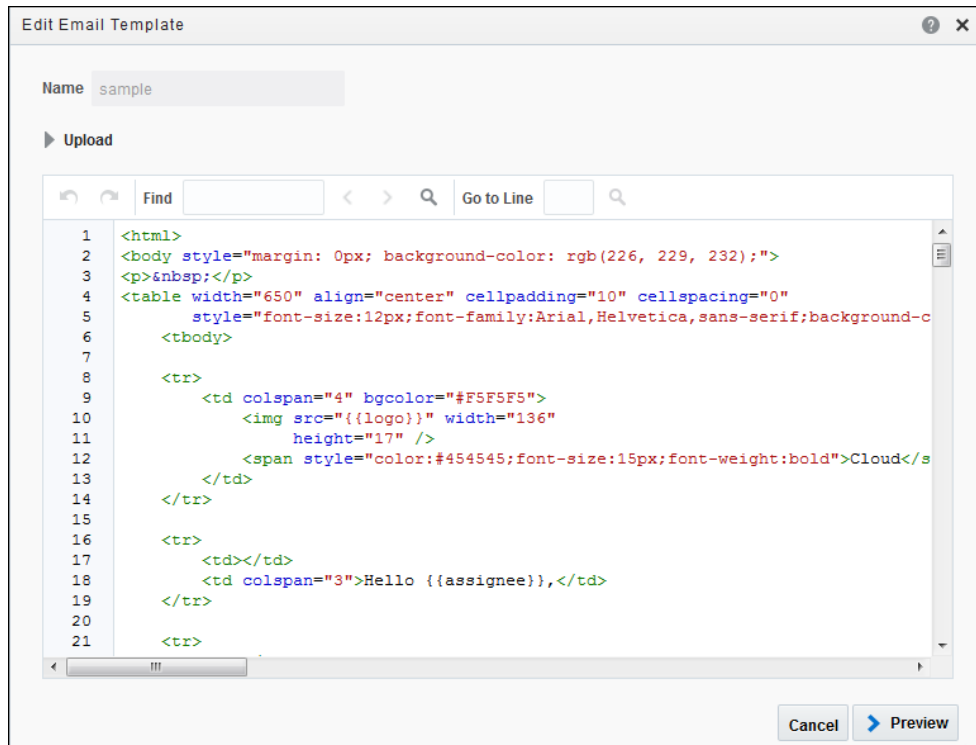 Edit Email Template
Name sample
Upload
Find Go to Line
1 <html>
2 <body style="margin: 0px; background-color: rgb(226, 229, 232);">
3 <p>&nbsp;</p>
4 <table width="650" align="center" cellpadding="10" cellspacing="0"
5 style="font-size:12px;font-family:Arial,Helvetica,sans-serif;background-c
6 <tbody>
7
8 <tr>
9 <td colspan="4" bgcolor="#F5F5F5">
10 <img src="{{logo}}" width="136"
11 height="17" />
12 <span style="color:#454545;font-size:15px;font-weight:bold">Cloud</s
13 </td>
14 </tr>
15
16 <tr>
17 <td></td>
18 <td colspan="3">Hello {{assignee}},</td>
19 </tr>
20
21 <tr>
Cancel Preview